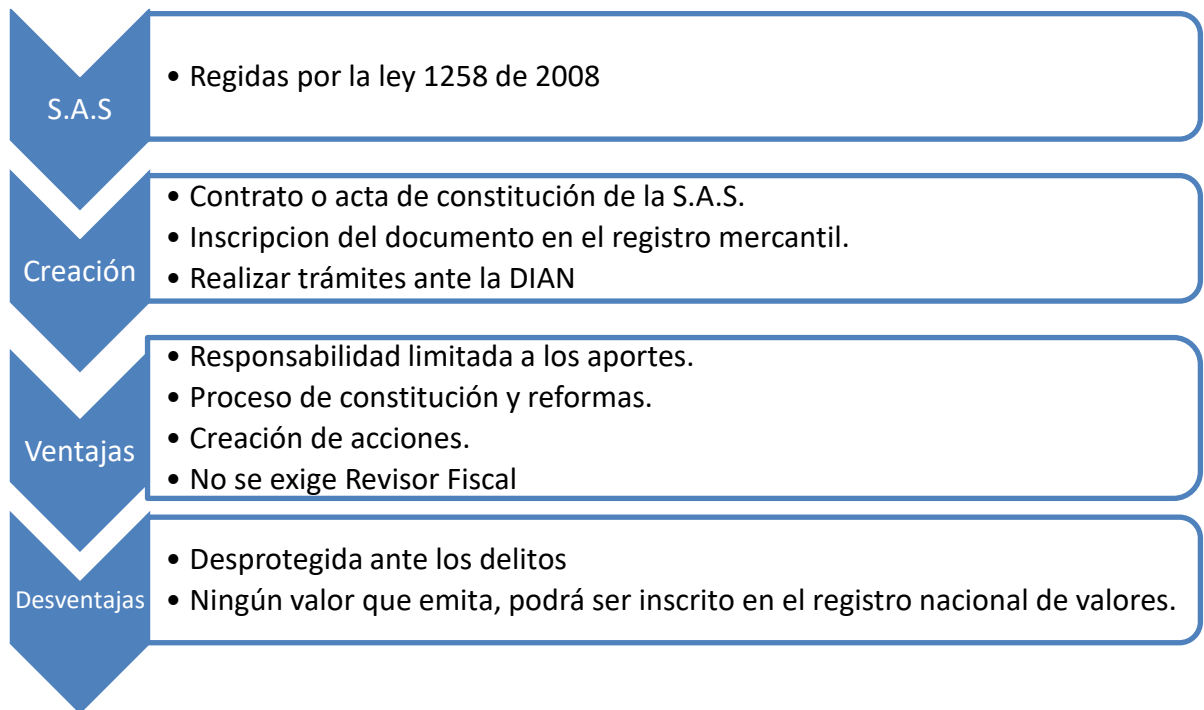 S.A.S
• Regidas por la ley 1258 de 2008
Creación
• Contrato o acta de constitución de la S.A.S.
• Inscripcion del documento en el registro mercantil.
• Realizar trámites ante la DIAN
Ventajas
• Responsabilidad limitada a los aportes.
• Proceso de constitución y reformas.
• Creación de acciones.
• No se exige Revisor Fiscal
Desventajas
• Desprotegida ante los delitos
• Ningún valor que emita, podrá ser inscrito en el registro nacional de valores.